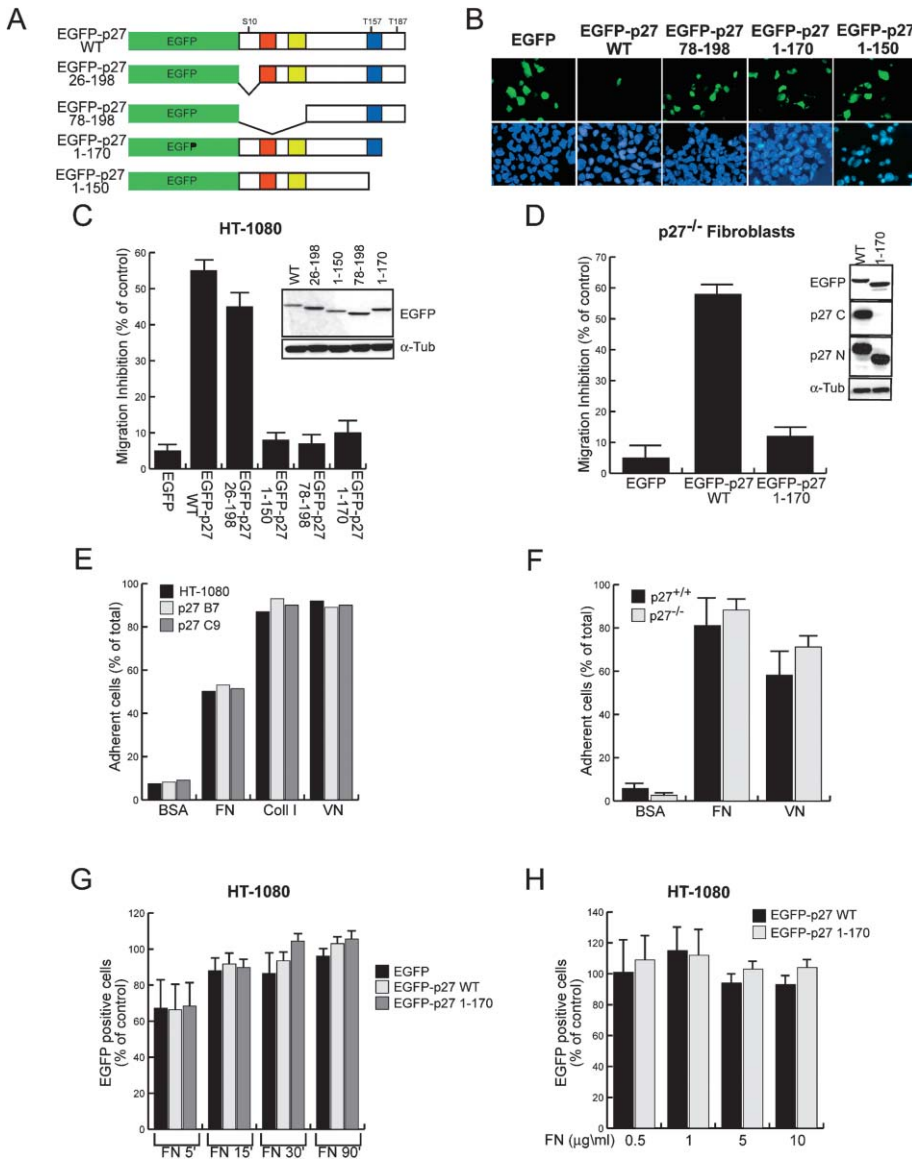 A
S10 T157 T187
EGFP-p27
WT
EGFP
EGFP-p27
26-198
EGFP
EGFP-p27
78-198
EGFP
EGFP-p27
1-170
EGFP
EGFP-p27
1-150
EGFP
B
EGFP
EGFP-p27
WT
EGFP-p27
78-198
EGFP-p27
1-170
EGFP-p27
1-150
C
HT-1080
Migration Inhibition (% of control)
60
50
40
30
20
10
0
EGFP
EGFP-p27
WT
EGFP-p27
26-198
EGFP-p27
1-150
EGFP-p27
78-198
EGFP-p27
1-170
WT
26-198
1-150
78-198
1-170
EGFP
α-Tub
D
p27-/- Fibroblasts
Migration Inhibition (% of control)
70
60
50
40
30
20
10
0
EGFP
EGFP-p27
WT
EGFP-p27
1-170
WT
1-170
EGFP
p27 C
p27 N
α-Tub
E
HT-1080
p27 B7
p27 C9
Adherent cells (% of total)
100
80
60
40
20
0
BSA FN Coll I VN
F
p27+/+
p27-/-
Adherent cells (% of total)
100
80
60
40
20
0
BSA FN VN
G
HT-1080
EGFP positive cells
(% of control)
120
100
80
60
40
20
0
EGFP
EGFP-p27 WT
EGFP-p27 1-170
FN 5' FN 15' FN 30' FN 90'
H
HT-1080
EGFP positive cells
(% of control)
140
120
100
80
60
40
20
0
EGFP-p27 WT
EGFP-p27 1-170
FN (μg\ml) 0.5 1 5 10